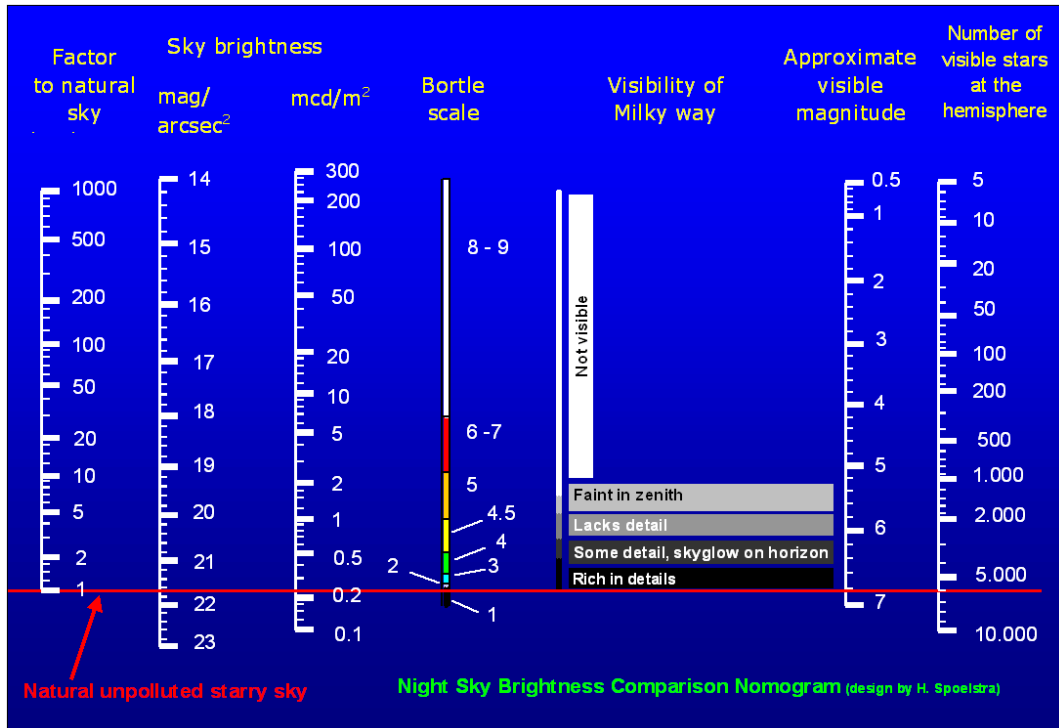 Factor
to natural
sky
Sky brightness
mag/
arcsec²
mcd/m²
Bortle
scale
Visibility of
Milky way
Approximate
visible
magnitude
Number of
visible stars
at the
hemisphere
1000
500
200
100
50
20
10
5
2
1
14
15
16
17
18
19
20
21
22
23
300
200
100
50
20
10
5
2
1
0.5
0.2
0.1
8 - 9
6 -7
5
4.5
4
3
2
1
Not visible
Faint in zenith
Lacks detail
Some detail, skyglow on horizon
Rich in details
0.5
1
2
3
4
5
6
7
5
10
20
50
100
200
500
1.000
2.000
5.000
10.000
Natural unpolluted starry sky
Night Sky Brightness Comparison Nomogram (design by H. Spoelstra)